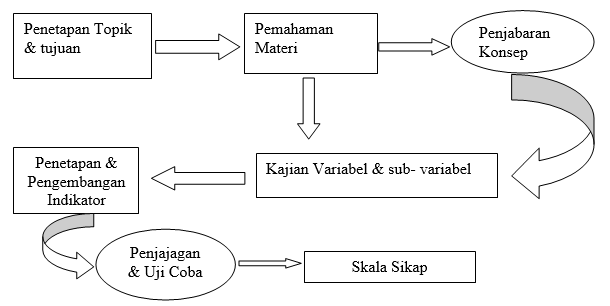 Penetapan Topik
& tujuan
Pemahaman
Materi
Penjabaran
Konsep
Kajian Variabel & sub- variabel
Penetapan &
Pengembangan
Indikator
Penjajagan
& Uji Coba
Skala Sikap